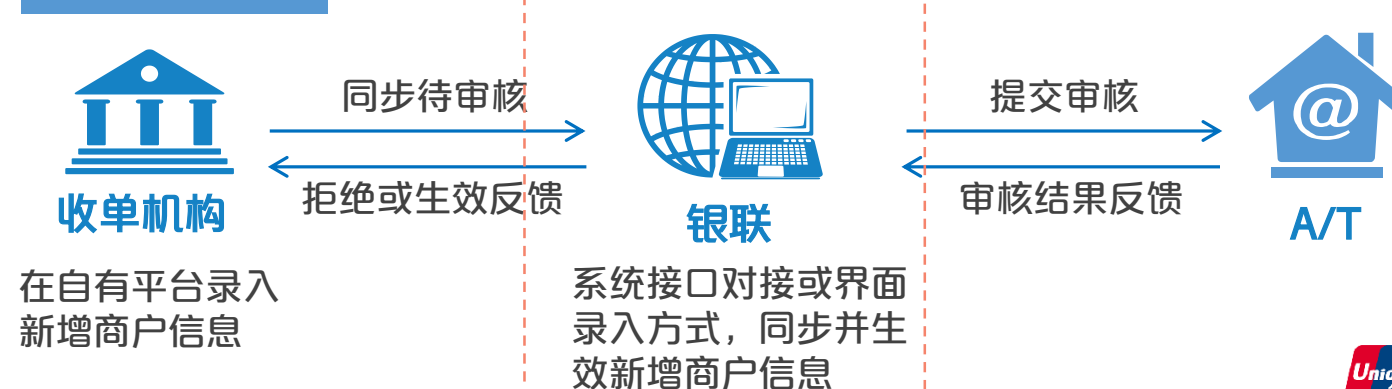 同步待审核
提交审核
@
拒绝或生效反馈
审核结果反馈
收单机构
银联
A/T
在自有平台录入
新增商户信息
系统接口对接或界面
录入方式，同步并生
效新增商户信息